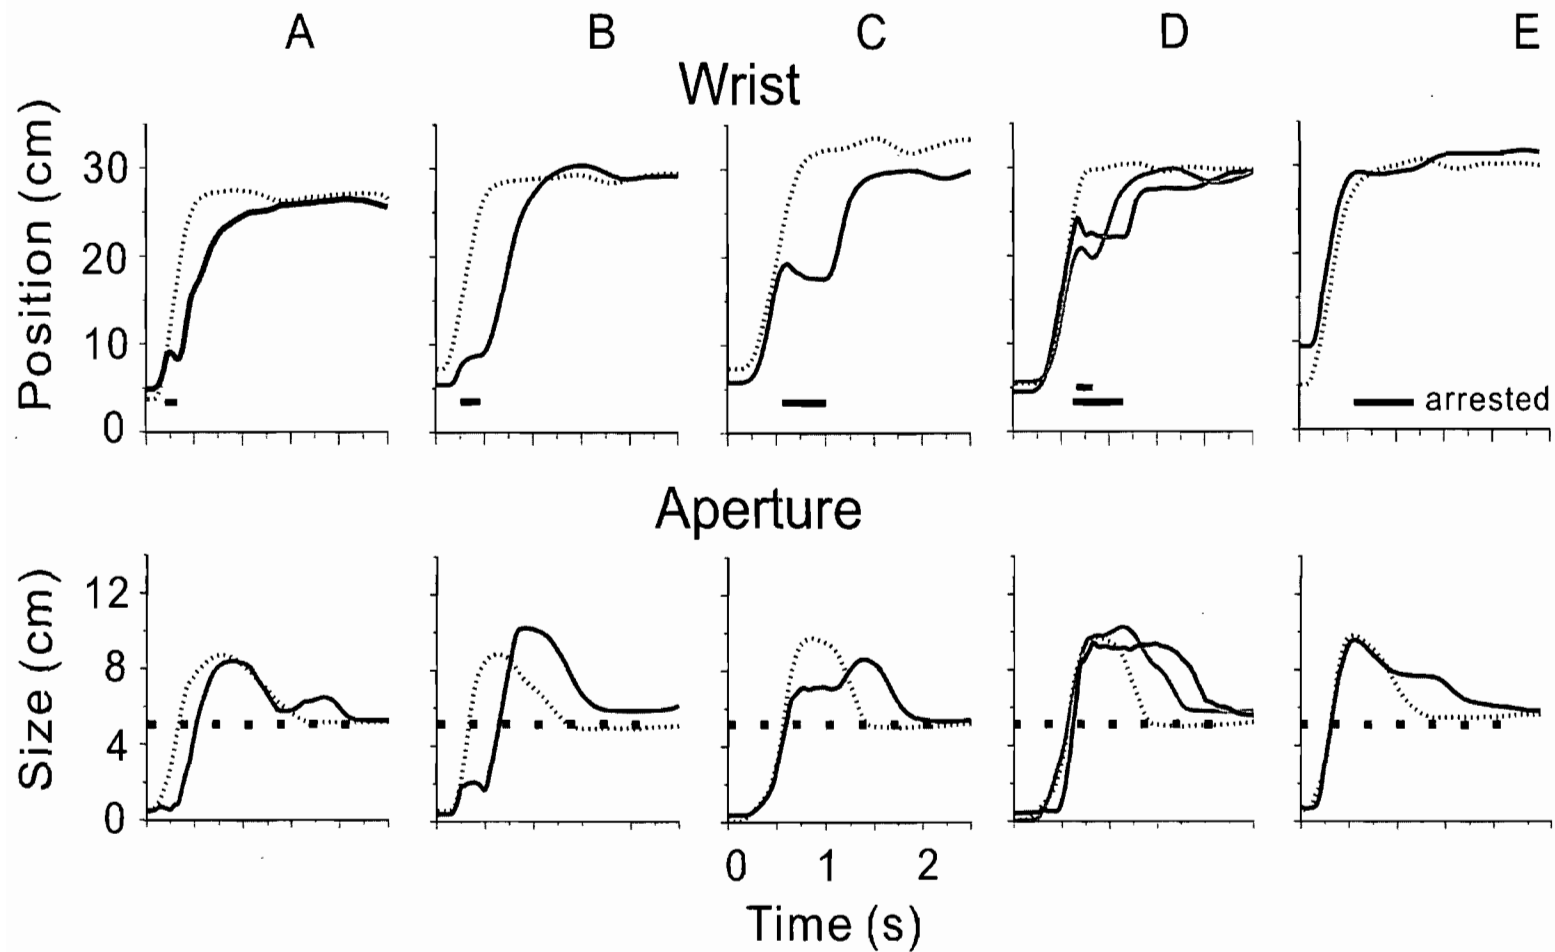 A B C D E
Wrist
Position (cm)
30
20
10
0
arrested
Aperture
Size (cm)
12
8
4
0
0 1 2
Time (s)